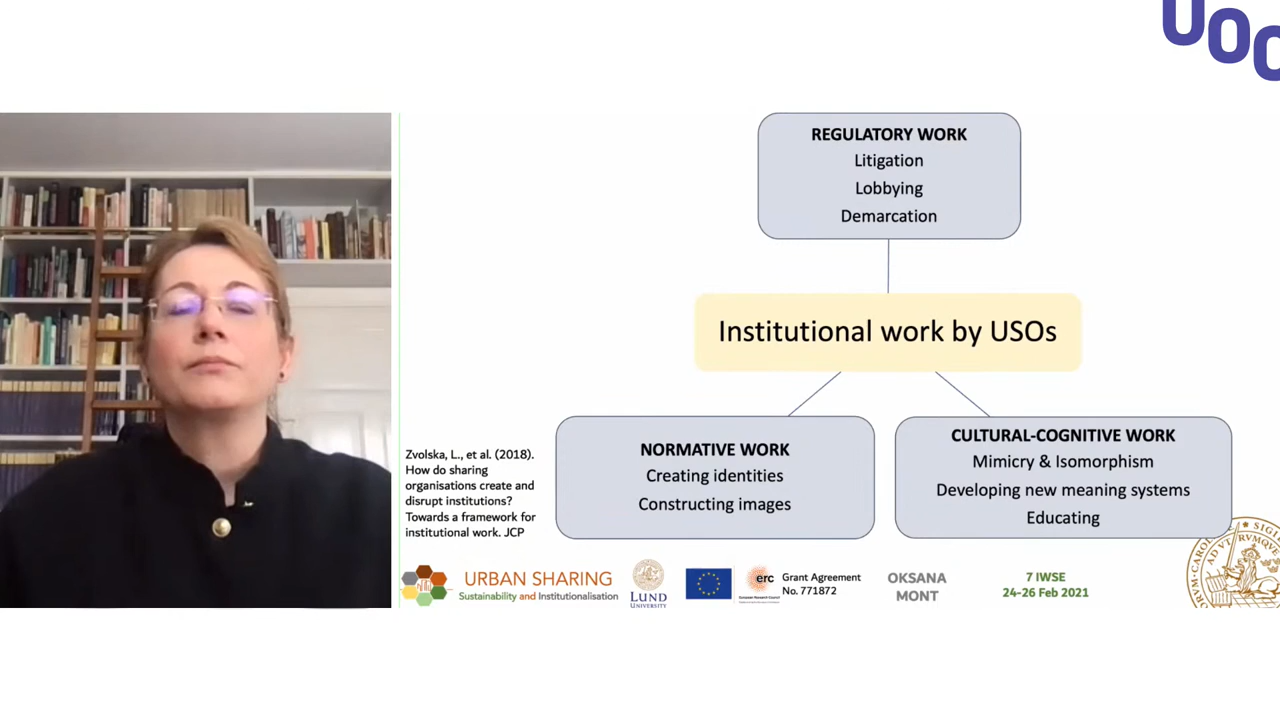 UOC
REGULATORY WORK
Litigation
Lobbying
Demarcation
Institutional work by USOs
NORMATIVE WORK
Creating identities
Constructing images
CULTURAL-COGNITIVE WORK
Mimicry & Isomorphism
Developing new meaning systems
Educating
Zvolska, L., et al. (2018).
How do sharing
organisations create and
disrupt institutions?
Towards a framework for
institutional work. JCP
URBAN SHARING
Sustainability and Institutionalisation
LUND
UNIVERSITY
erc
European Research Council
Grant Agreement
No. 771872
OKSANA
MONT
7 IWSE
24-26 Feb 2021